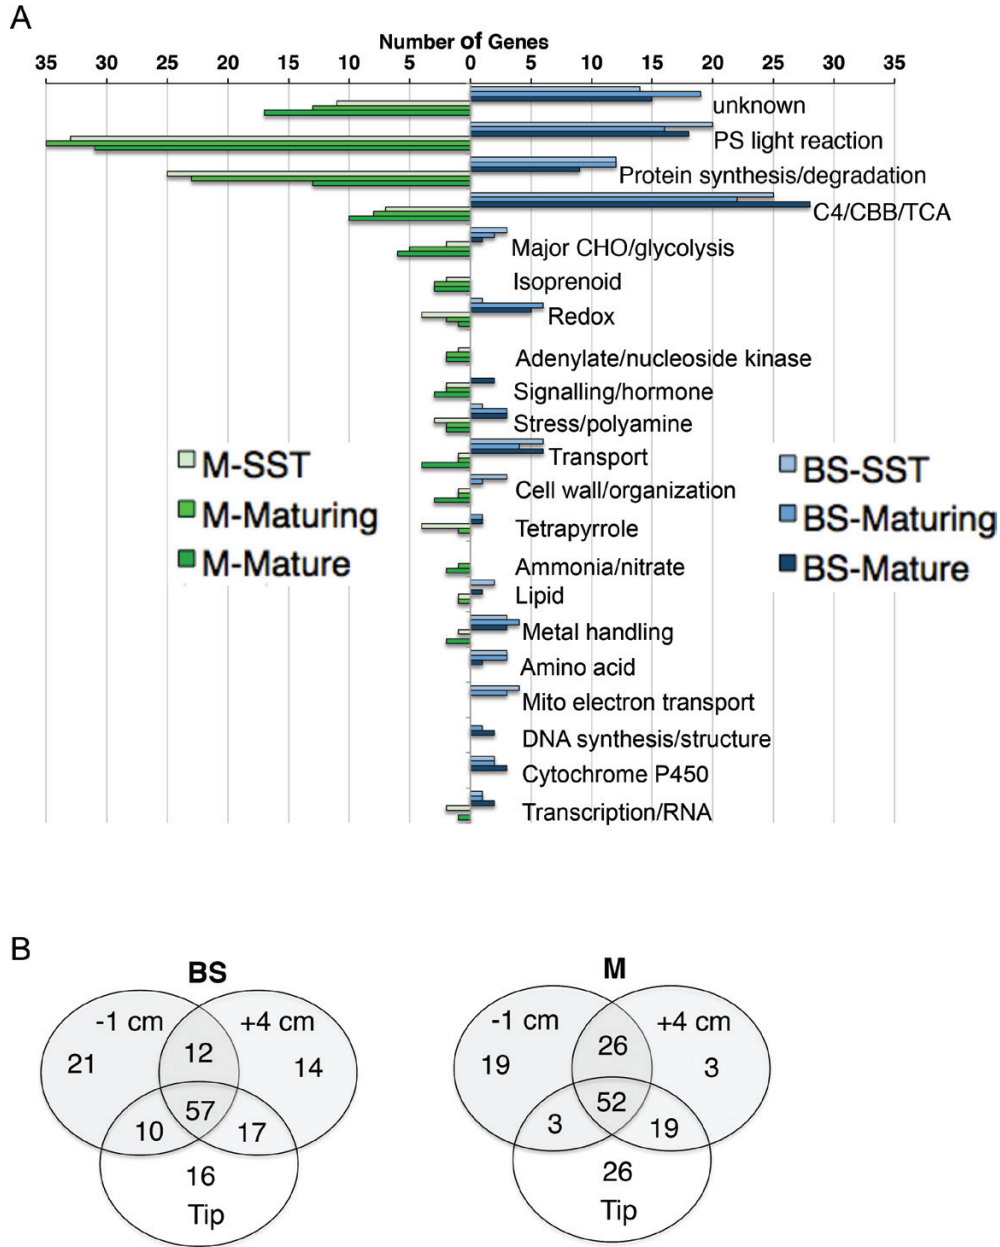 A
Number of Genes
35 30 25 20 15 10 5 0 5 10 15 20 25 30 35
unknown
PS light reaction
Protein synthesis/degradation
C4/CBB/TCA
Major CHO/glycolysis
Isoprenoid
Redox
Adenylate/nucleoside kinase
Signalling/hormone
Stress/polyamine
Transport
Cell wall/organization
Tetrapyrrole
Ammonia/nitrate
Lipid
Metal handling
Amino acid
Mito electron transport
DNA synthesis/structure
Cytochrome P450
Transcription/RNA
M-SST
M-Maturing
M-Mature
BS-SST
BS-Maturing
BS-Mature
B
BS
-1 cm +4 cm
21 12 14
57
10 17
16
Tip
M
-1 cm +4 cm
19 26 3
52
3 19
26
Tip